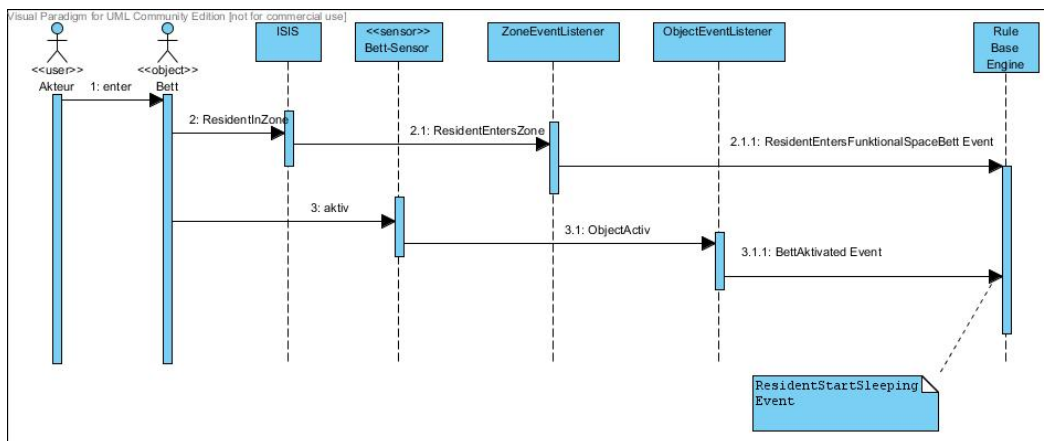 Visual Paradigm for UML Community Edition [not for commercial use]
<<user>>
Akteur
<<object>>
Bett
ISIS
<<sensor>>
Bett-Sensor
ZoneEventListener
ObjectEventListener
Rule
Base
Engine
1: enter
2: ResidentInZone
2.1: ResidentEntersZone
2.1.1: ResidentEntersFunktionalSpaceBett Event
3: aktiv
3.1: ObjectActiv
3.1.1: BettAktivated Event
ResidentStartSleeping
Event